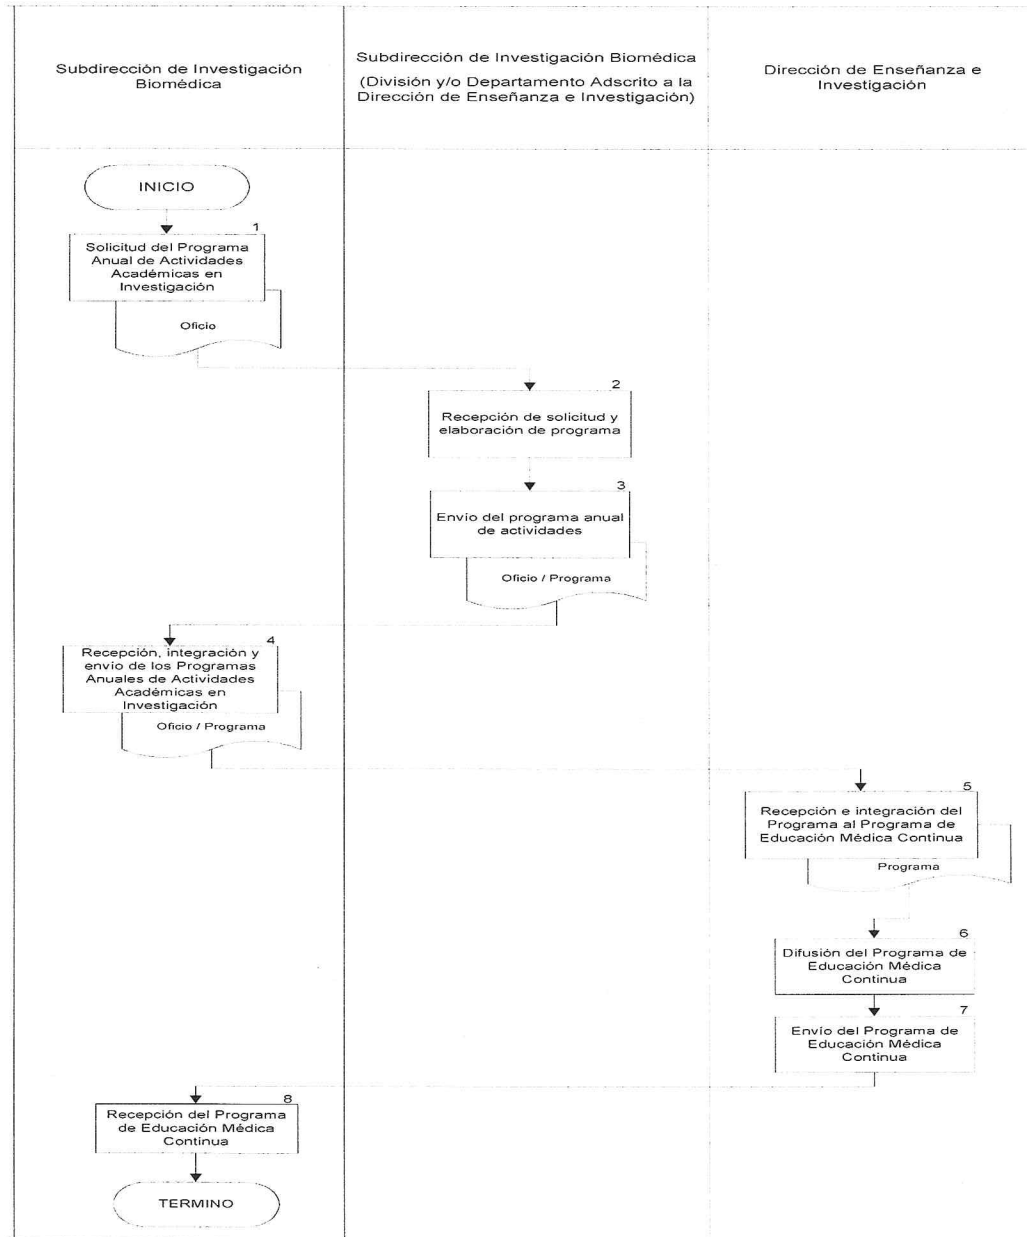 Subdirección de Investigación
Biomédica
Subdirección de Investigación Biomédica
(División y/o Departamento Adscrito a la
Dirección de Enseñanza e Investigación)
Dirección de Enseñanza e
Investigación
INICIO
1
Solicitud del Programa
Anual de Actividades
Académicas en
Investigación
Oficio
2
Recepción de solicitud y
elaboración de programa
3
Envío del programa anual
de actividades
Oficio / Programa
4
Recepción, integración y
envío de los Programas
Anuales de Actividades
Académicas en
Investigación
Oficio / Programa
5
Recepción e integración del
Programa al Programa de
Educación Médica Continua
Programa
6
Difusión del Programa de
Educación Médica
Continua
7
Envío del Programa de
Educación Médica
Continua
8
Recepción del Programa
de Educación Médica
Continua
TERMINO